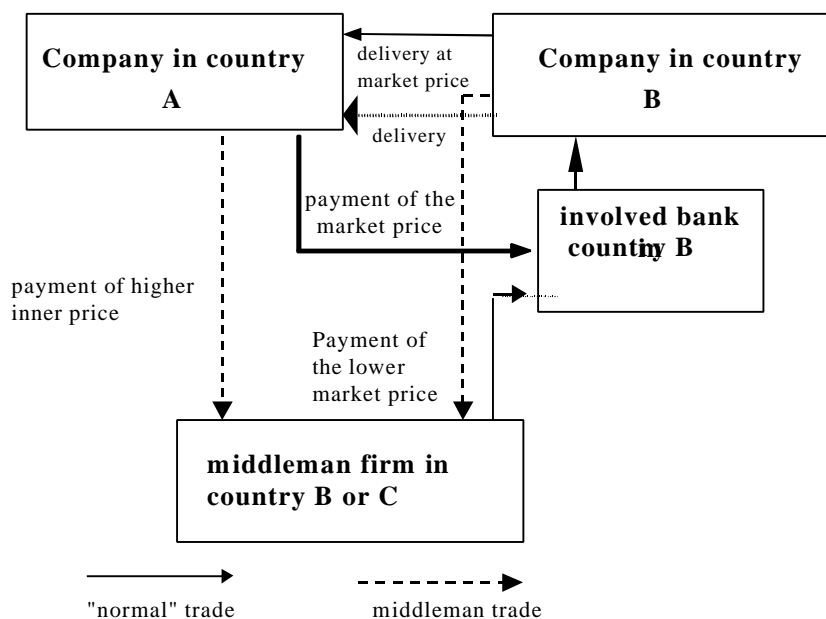 Company in country
A
delivery at
market price
Company in country
B
delivery
payment of the
market price
involved bank
in
country B
payment of higher
inner price
Payment of
the lower
market price
middleman firm in
country B or C
"normal" trade
middleman trade